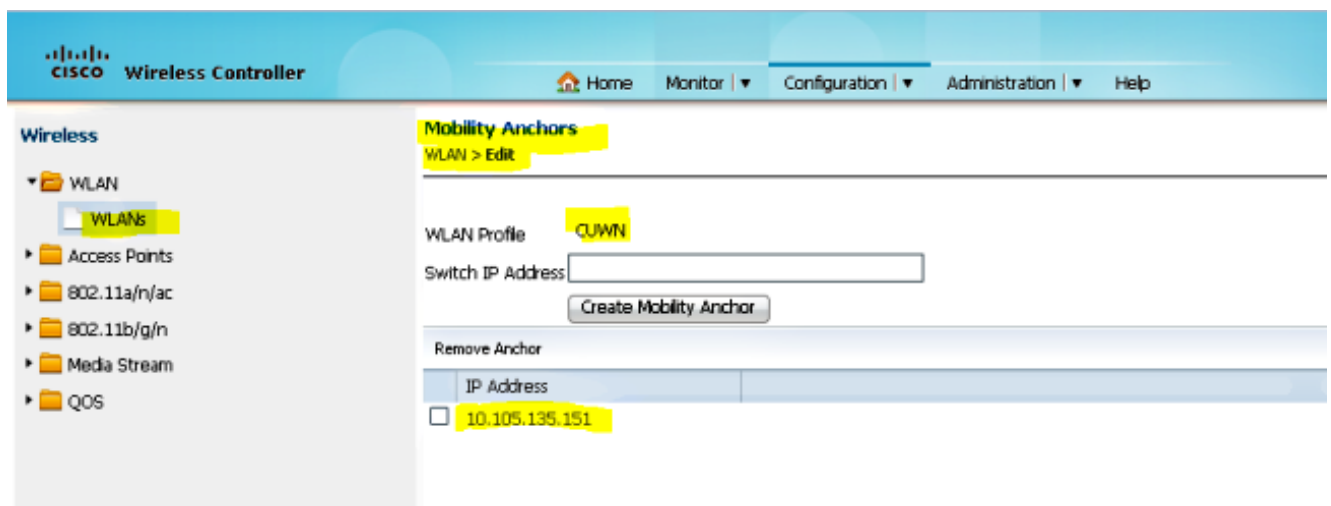 CISCO Wireless Controller
Home Monitor Configuration Administration Help
Wireless
WLAN
WLANs
Access Points
802.11a/n/ac
802.11b/g/n
Media Stream
QOS
Mobility Anchors
WLAN > Edit
WLAN Profile CUWN
Switch IP Address
Create Mobility Anchor
Remove Anchor
IP Address
10.105.135.151